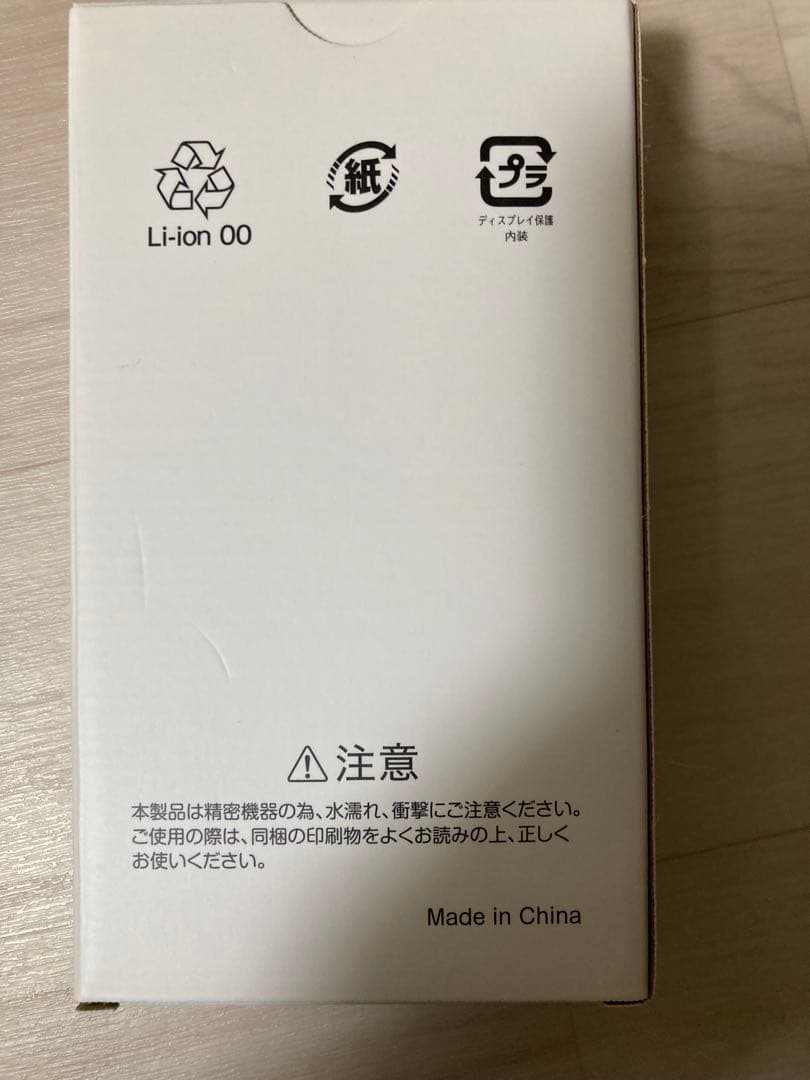 Li-ion 00
紙
プラ
ディスプレイ保護
内装
注意
本製品は精密機器の為、水濡れ、衝撃にご注意ください。
ご使用の際は、同梱の印刷物をよくお読みの上、正しく
お使いください。
Made in China